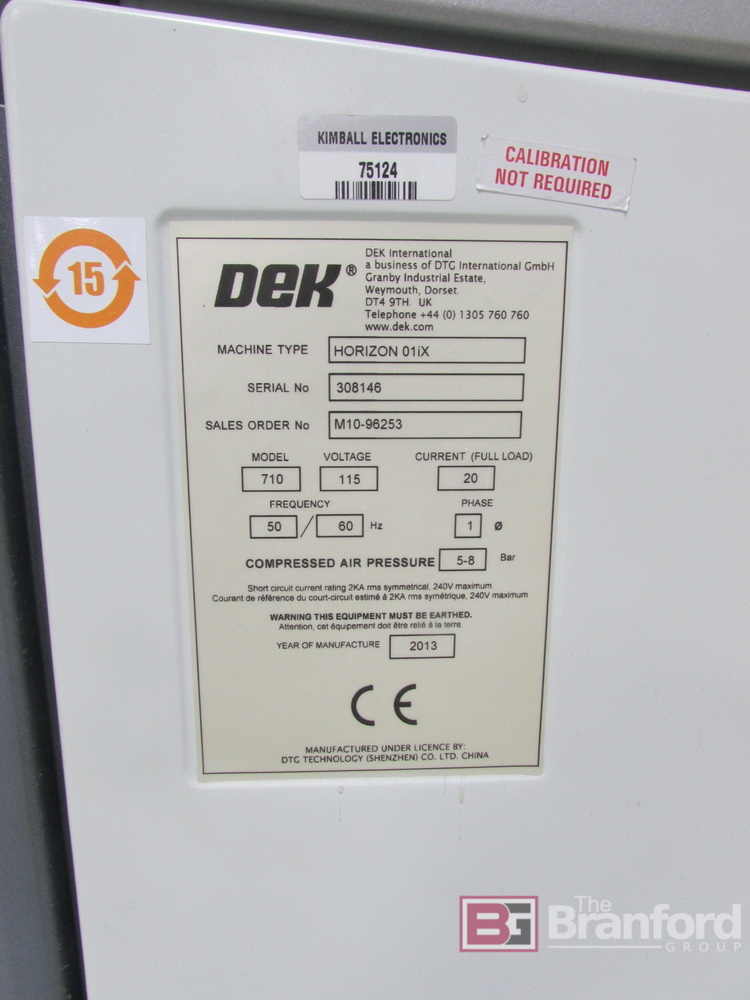 KIMBALL ELECTRONICS
75124
CALIBRATION
NOT REQUIRED
15
DEK®
DEK International
a business of DTG International GmbH
Granby Industrial Estate,
Weymouth, Dorset.
DT4 9TH. UK
Telephone +44 (0) 1305 760 760
www.dek.com
MACHINE TYPE HORIZON 01iX
SERIAL No 308146
SALES ORDER No M10-96253
MODEL VOLTAGE CURRENT (FULL LOAD)
710 115 20
FREQUENCY PHASE
50 / 60 Hz 1 Ø
COMPRESSED AIR PRESSURE 5-8 Bar
Short circuit current rating 2KA rms symmetrical, 240V maximum
Courant de référence du court-circuit estimé à 2KA rms symétrique, 240V maximum
WARNING THIS EQUIPMENT MUST BE EARTHED.
Attention, cet équipement doit être relié à la terre
YEAR OF MANUFACTURE 2013
CE
MANUFACTURED UNDER LICENCE BY:
DTG TECHNOLOGY (SHENZHEN) CO. LTD. CHINA
BG The
Branford
GROUP